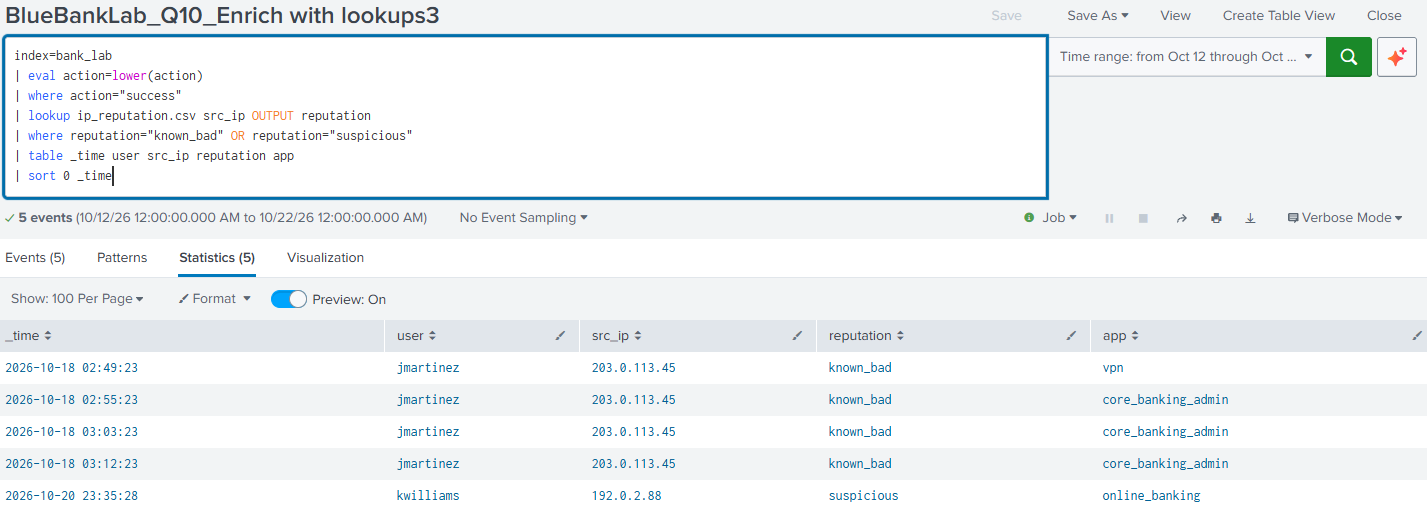 BlueBankLab_Q10_Enrich with lookups3
Save
Save As
View
Create Table View
Close
index=bank_lab
| eval action=lower(action)
| where action="success"
| lookup ip_reputation.csv src_ip OUTPUT reputation
| where reputation="known_bad" OR reputation="suspicious"
| table _time user src_ip reputation app
| sort 0 _time
Time range: from Oct 12 through Oct ...
5 events (10/12/26 12:00:00.000 AM to 10/22/26 12:00:00.000 AM)
No Event Sampling
Job
Verbose Mode
Events (5)
Patterns
Statistics (5)
Visualization
Show: 100 Per Page
Format
Preview: On
_time user src_ip reputation app
2026-10-18 02:49:23 jmartinez 203.0.113.45 known_bad vpn
2026-10-18 02:55:23 jmartinez 203.0.113.45 known_bad core_banking_admin
2026-10-18 03:03:23 jmartinez 203.0.113.45 known_bad core_banking_admin
2026-10-18 03:12:23 jmartinez 203.0.113.45 known_bad core_banking_admin
2026-10-20 23:35:28 kwilliams 192.0.2.88 suspicious online_banking